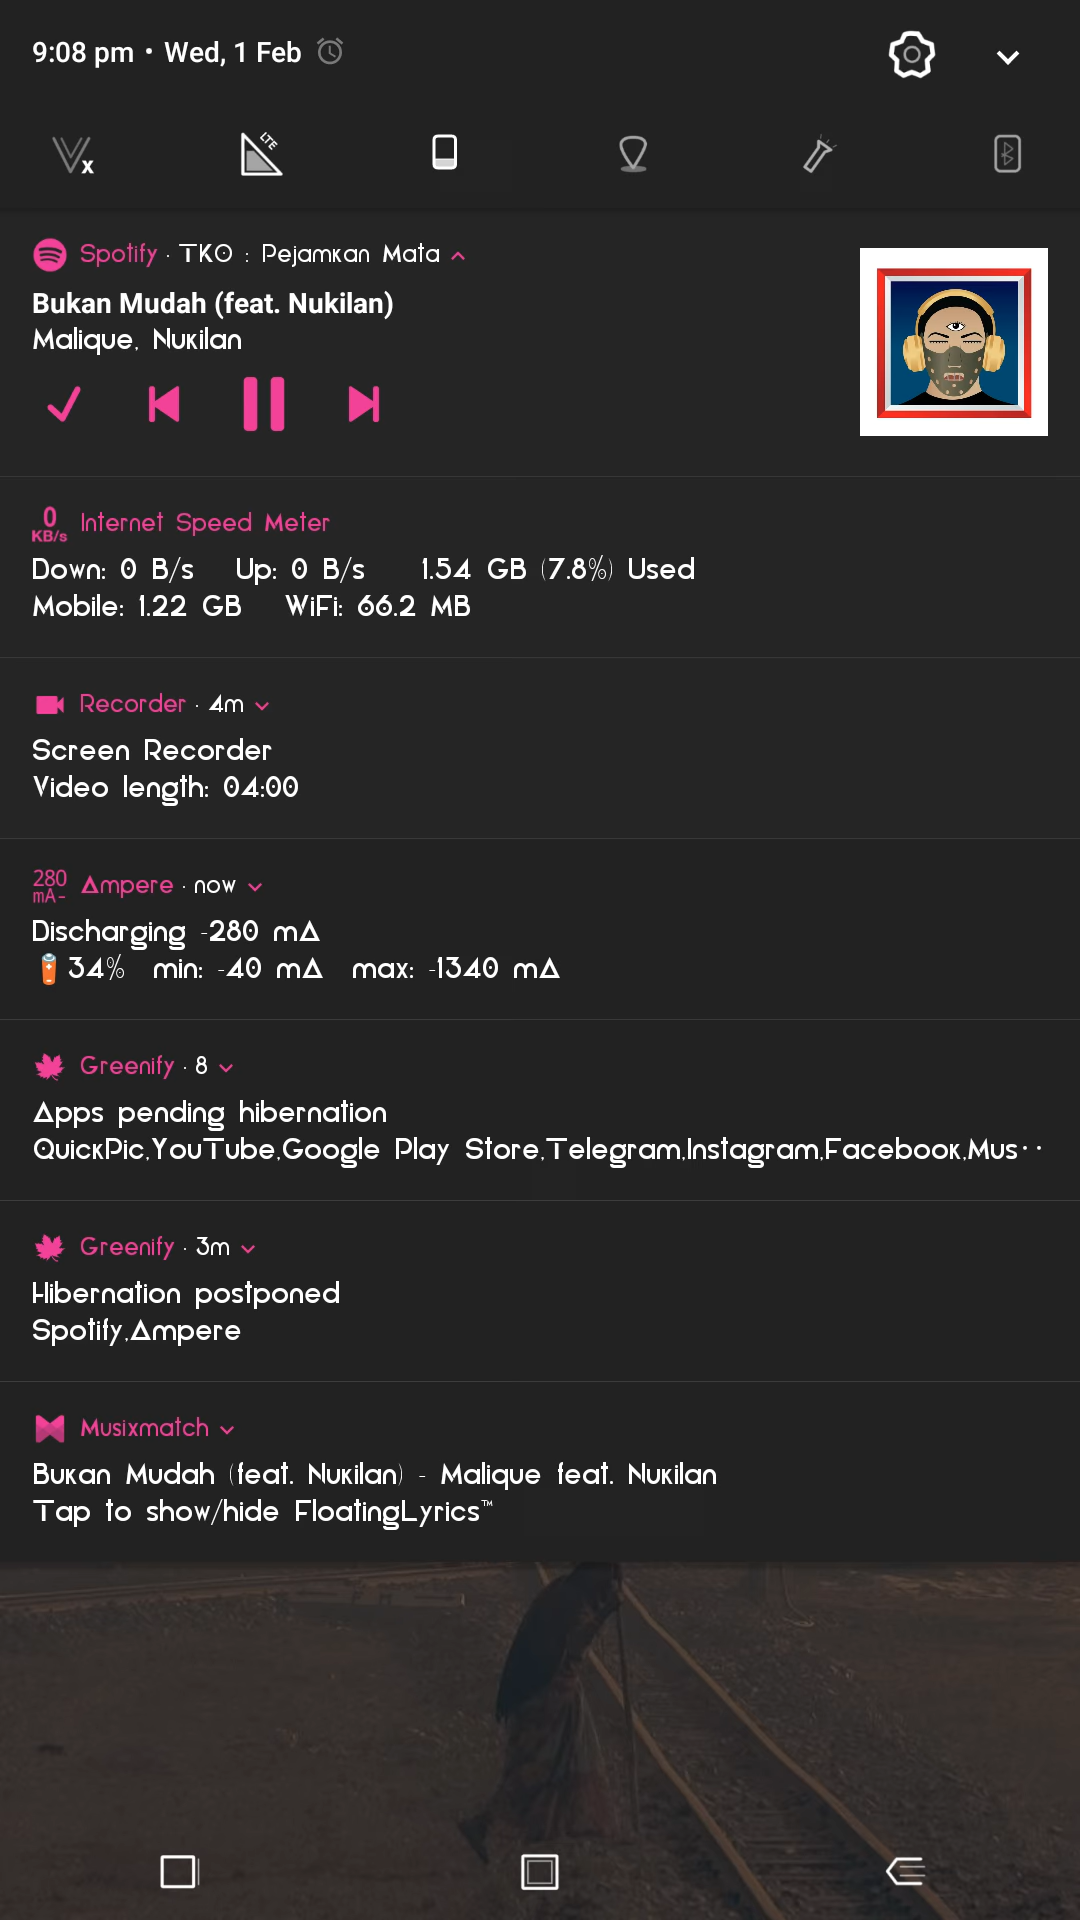 9:08 pm • Wed, 1 Feb
x
LTE
Spotify · TKO : Pejamkan Mata
Bukan Mudah (feat. Nukilan)
Malique, Nukilan
0
KB/s
Internet Speed Meter
Down: 0 B/s Up: 0 B/s 1.54 GB (7.8%) Used
Mobile: 1.22 GB WiFi: 66.2 MB
Recorder · 4m
Screen Recorder
Video length: 04:00
280
mA-
Ampere · now
Discharging -280 mA
34% min: -40 mA max: -1340 mA
Greenify · 8
Apps pending hibernation
QuickPic,YouTube,Google Play Store,Telegram,Instagram,Facebook,Mus··
Greenify · 3m
Hibernation postponed
Spotify,Ampere
Musixmatch
Bukan Mudah (feat. Nukilan) - Malique feat. Nukilan
Tap to show/hide FloatingLyrics™